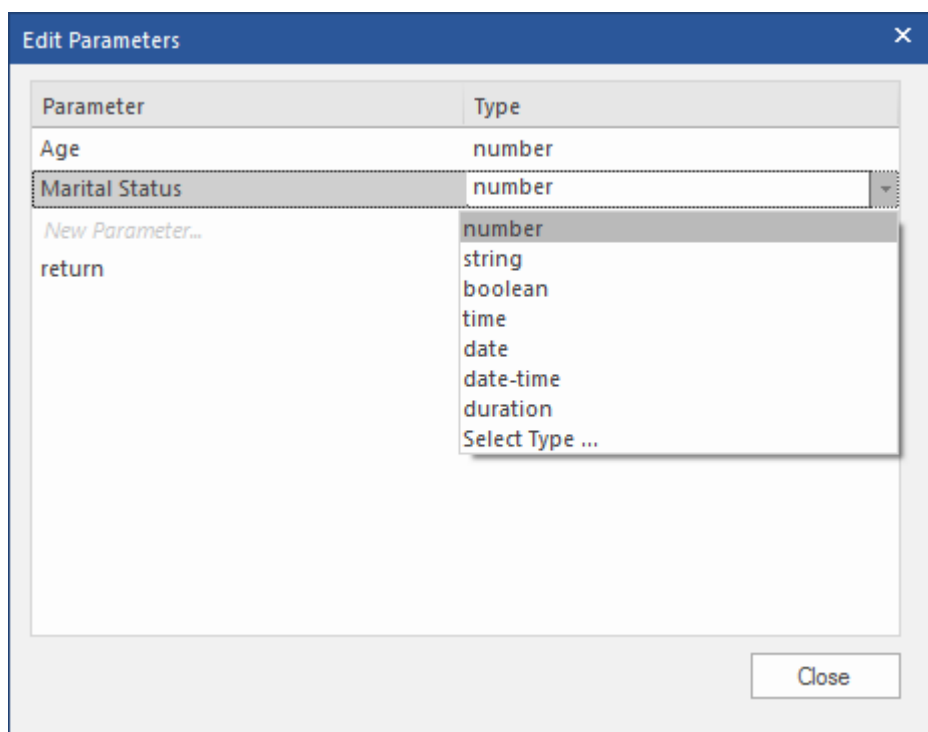 Edit Parameters
Parameter Type
Age number
Marital Status number
New Parameter...
number
string
return
boolean
time
date
date-time
duration
Select Type ...
Close